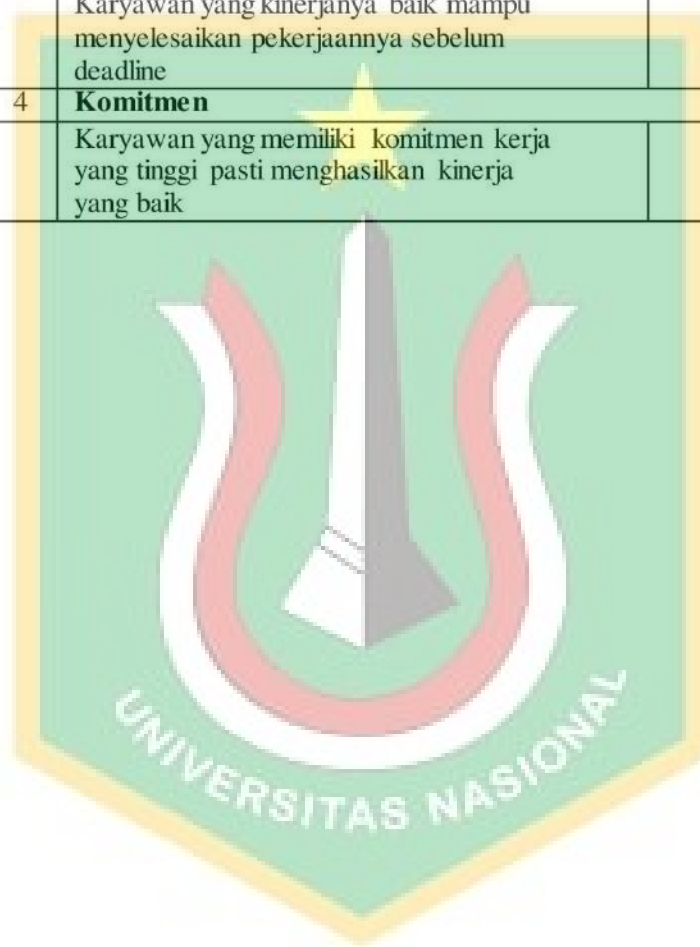 Karyawan yang kinerjanya baik mampu
menyelesaikan pekerjaannya sebelum
deadline
4 Komitmen
Karyawan yang memiliki komitmen kerja
yang tinggi pasti menghasilkan kinerja
yang baik
UNIVERSITAS NASIONAL